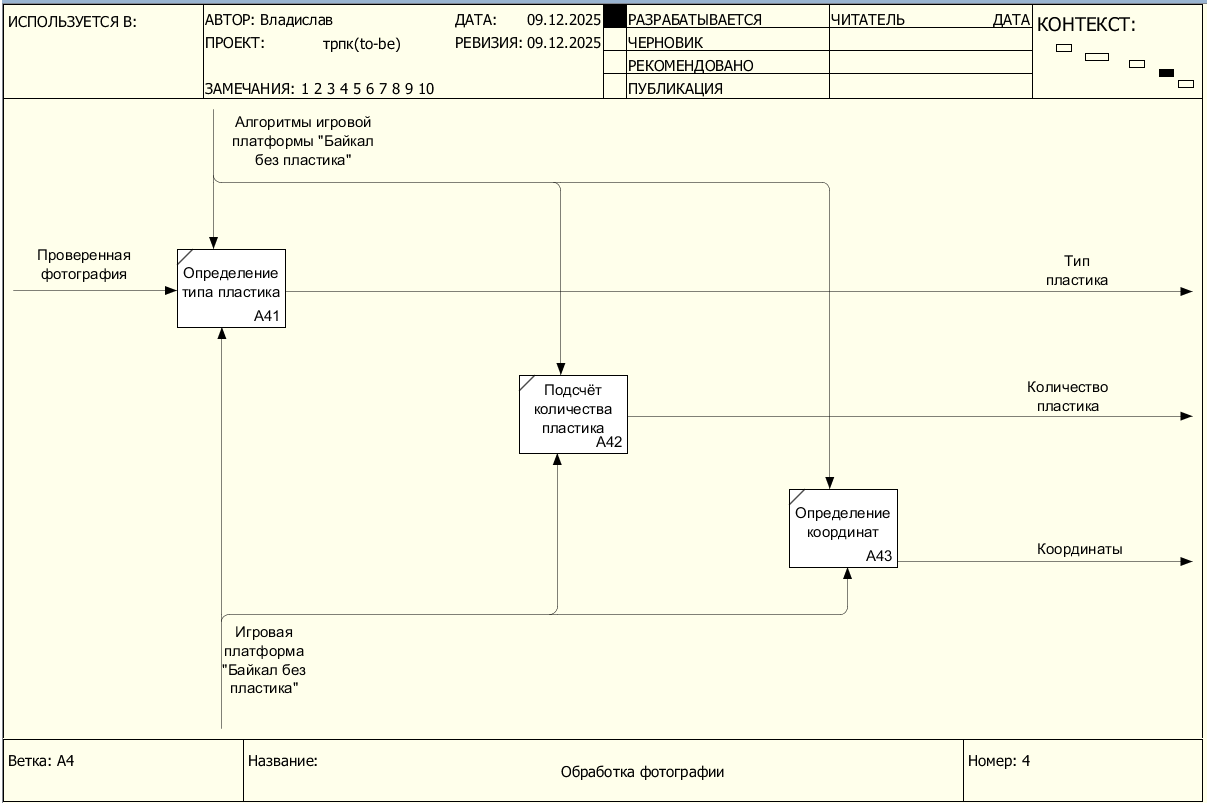 ИСПОЛЬЗУЕТСЯ В:
АВТОР: Владислав
ДАТА: 09.12.2025
ПРОЕКТ: трпк(to-be)
РЕВИЗИЯ: 09.12.2025
ЗАМЕЧАНИЯ: 1 2 3 4 5 6 7 8 9 10
РАЗРАБАТЫВАЕТСЯ
ЧЕРНОВИК
РЕКОМЕНДОВАНО
ПУБЛИКАЦИЯ
ЧИТАТЕЛЬ
ДАТА
КОНТЕКСТ:
Алгоритмы игровой
платформы "Байкал
без пластика"
Проверенная
фотография
Определение
типа пластика
A41
Тип
пластика
Подсчёт
количества
пластика
A42
Количество
пластика
Определение
координат
A43
Координаты
Игровая
платформа
"Байкал без
пластика"
Ветка: A4
Название:
Обработка фотографии
Номер: 4